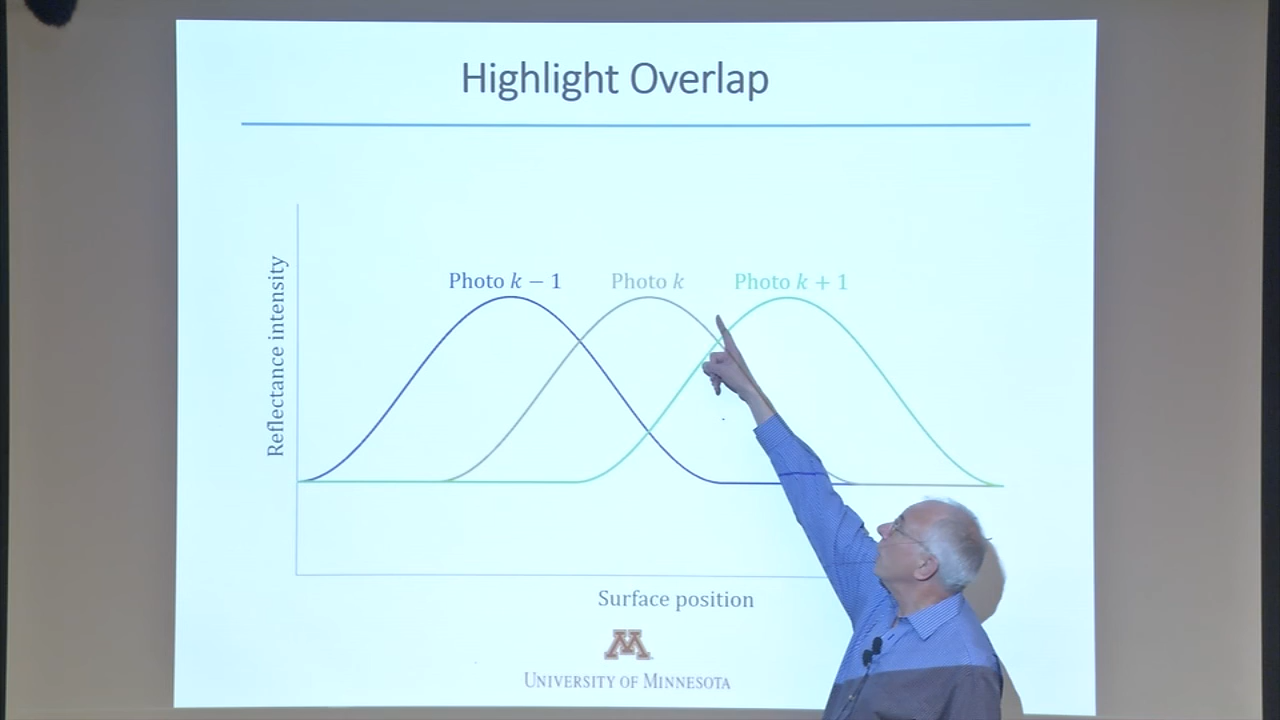 Highlight Overlap
Photo k − 1
Photo k
Photo k + 1
Reflectance intensity
Surface position
M
UNIVERSITY OF MINNESOTA